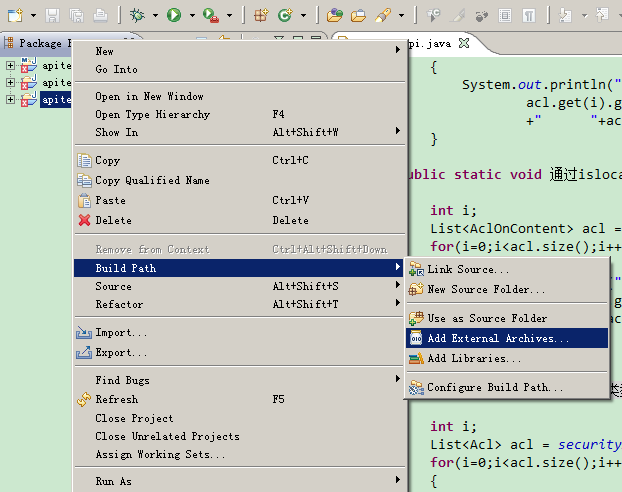 Package
pi.java
apite
apite
apite
New
Go Into
Open in New Window
Open Type Hierarchy F4
Show In Alt+Shift+W
Copy Ctrl+C
Copy Qualified Name
Paste Ctrl+V
Delete Delete
Remove from Context Ctrl+Alt+Shift+Down
Build Path
Source Alt+Shift+S
Refactor Alt+Shift+T
Import...
Export...
Find Bugs
Refresh F5
Close Project
Close Unrelated Projects
Assign Working Sets...
Run As
Link Source...
New Source Folder...
Use as Source Folder
Add External Archives...
Add Libraries...
Configure Build Path...
{
System.out.println("
acl.get(i).g
+" "+ac
}
ublic static void 通过isloca
int i;
List<AclOnContent> acl =
for(i=0;i<acl.size();i++
int i;
List<Acl> acl = security
for(i=0;i<acl.size();i++
{